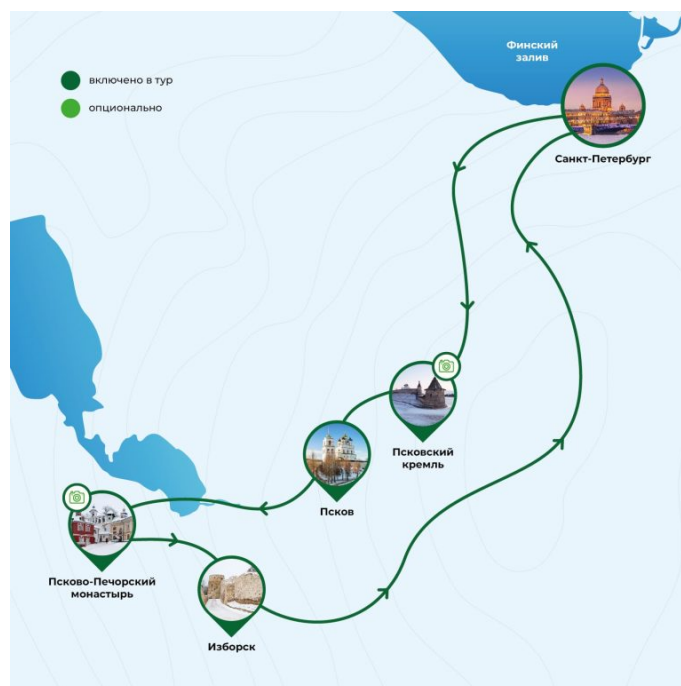 Финский
залив
включено в тур
опционально
Санкт-Петербург
Псковский
кремль
Псков
Псково-Печорский
монастырь
Изборск